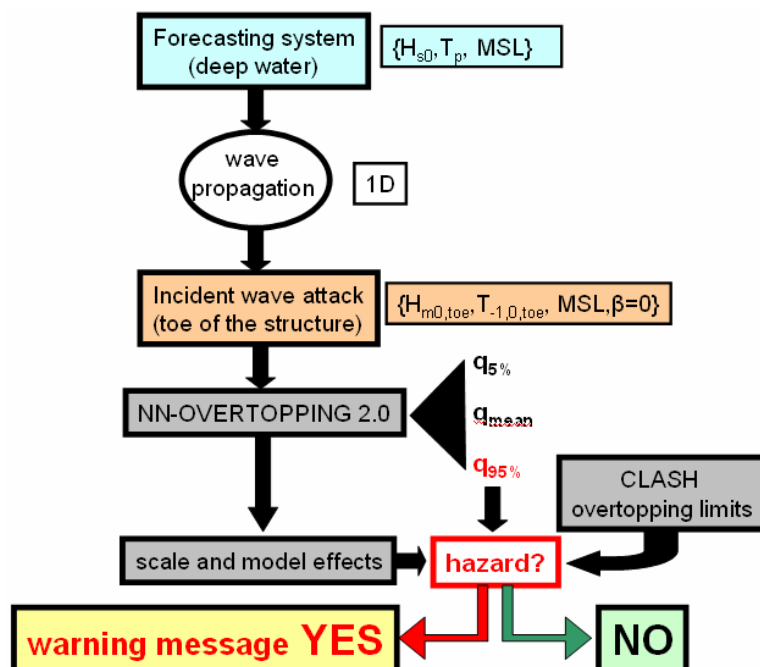 Forecasting system
(deep water)
{Hs0,Tp, MSL}
wave
propagation
1D
Incident wave attack
(toe of the structure)
{Hm0,toe,T-1,0,toe, MSL,β=0}
q5%
NN-OVERTOPPING 2.0
qmean
q95%
CLASH
overtopping limits
scale and model effects
hazard?
warning message YES
NO